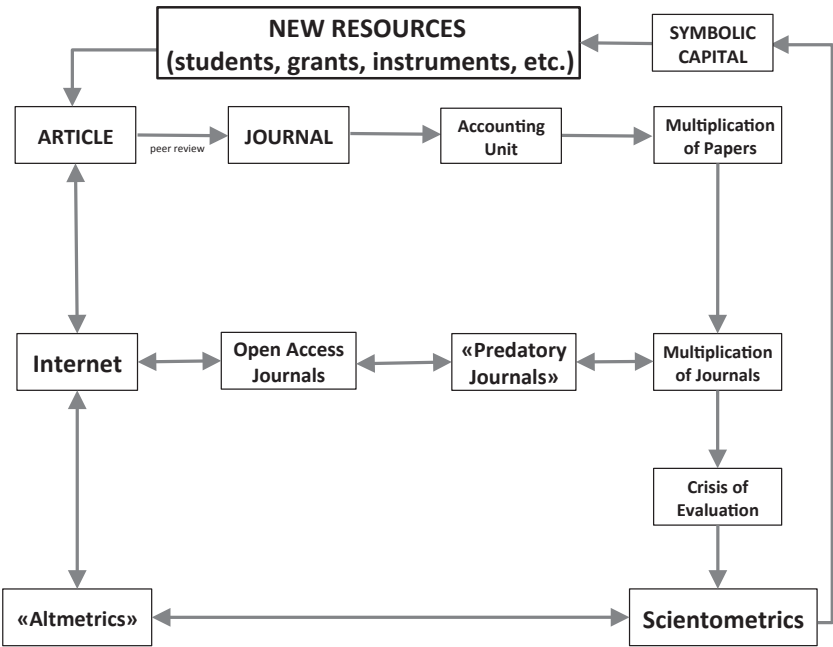 NEW RESOURCES
(students, grants, instruments, etc.)
SYMBOLIC
CAPITAL
ARTICLE
peer review
JOURNAL
Accounting
Unit
Multiplication
of Papers
Internet
Open Access
Journals
«Predatory
Journals»
Multiplication
of Journals
Crisis of
Evaluation
«Altmetrics»
Scientometrics